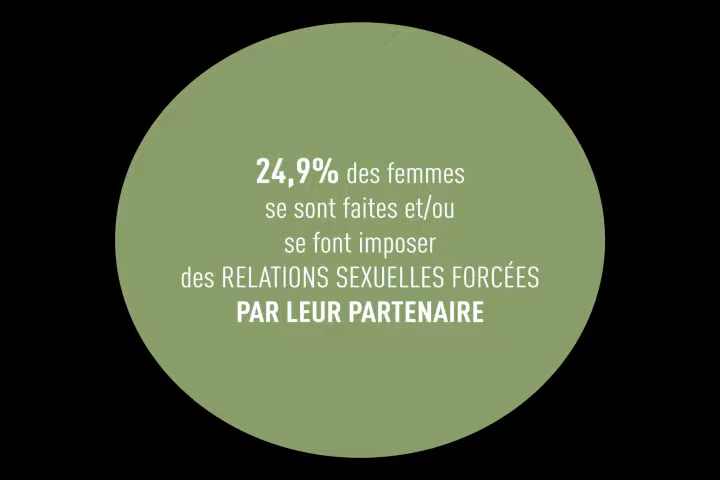 24,9% des femmes
se sont faites et/ou
se font imposer
des RELATIONS SEXUELLES FORCÉES
PAR LEUR PARTENAIRE